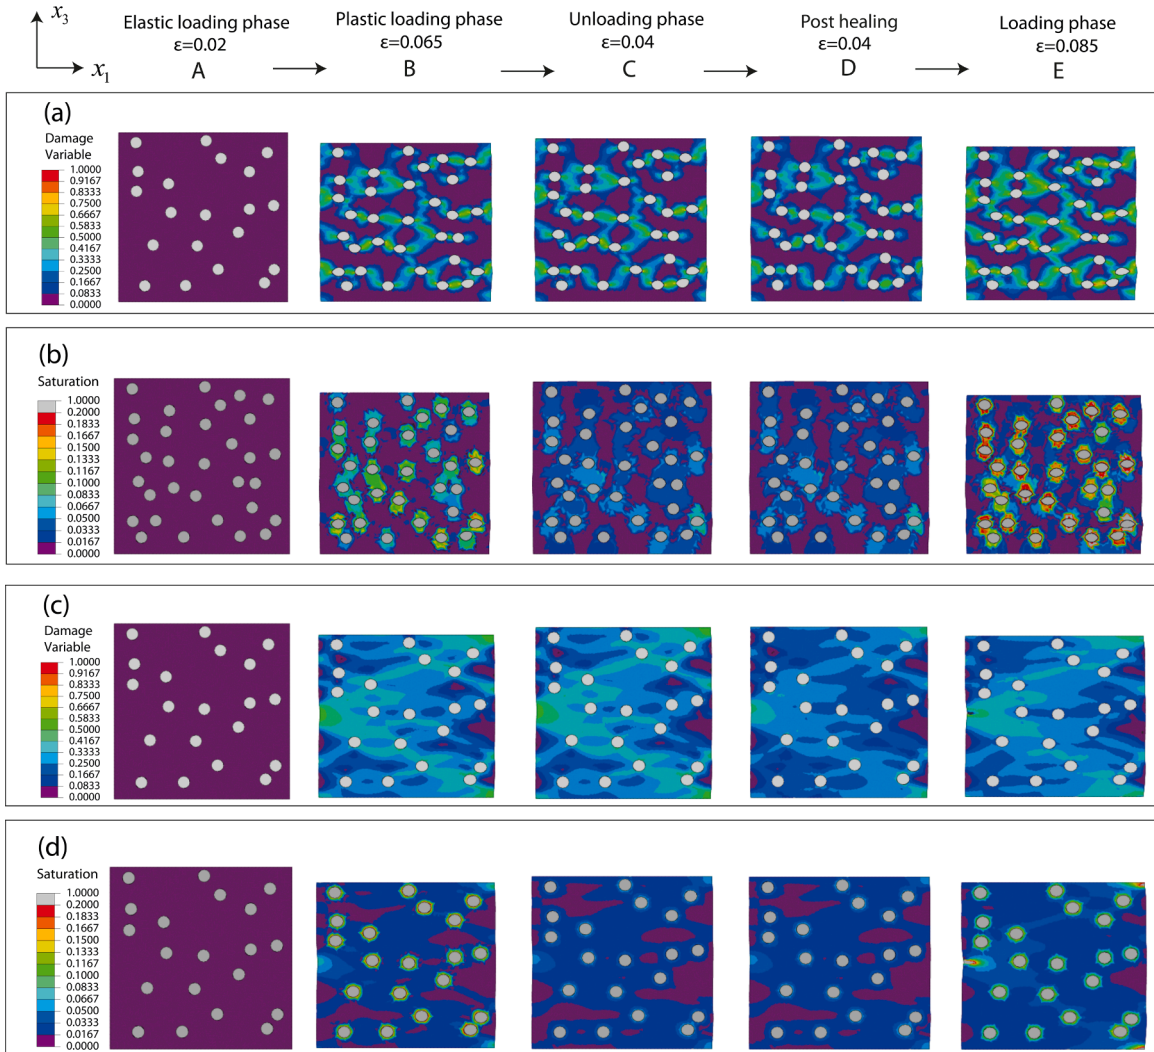 x3
x1
Elastic loading phase
ε=0.02
A
Plastic loading phase
ε=0.065
B
Unloading phase
ε=0.04
C
Post healing
ε=0.04
D
Loading phase
ε=0.085
E
(a)
Damage
Variable
1.0000
0.9167
0.8333
0.7500
0.6667
0.5833
0.5000
0.4167
0.3333
0.2500
0.1667
0.0833
0.0000
(b)
Saturation
1.0000
0.2000
0.1833
0.1667
0.1500
0.1333
0.1167
0.1000
0.0833
0.0667
0.0500
0.0333
0.0167
0.0000
(c)
Damage
Variable
1.0000
0.9167
0.8333
0.7500
0.6667
0.5833
0.5000
0.4167
0.3333
0.2500
0.1667
0.0833
0.0000
(d)
Saturation
1.0000
0.2000
0.1833
0.1667
0.1500
0.1333
0.1167
0.1000
0.0833
0.0667
0.0500
0.0333
0.0167
0.0000